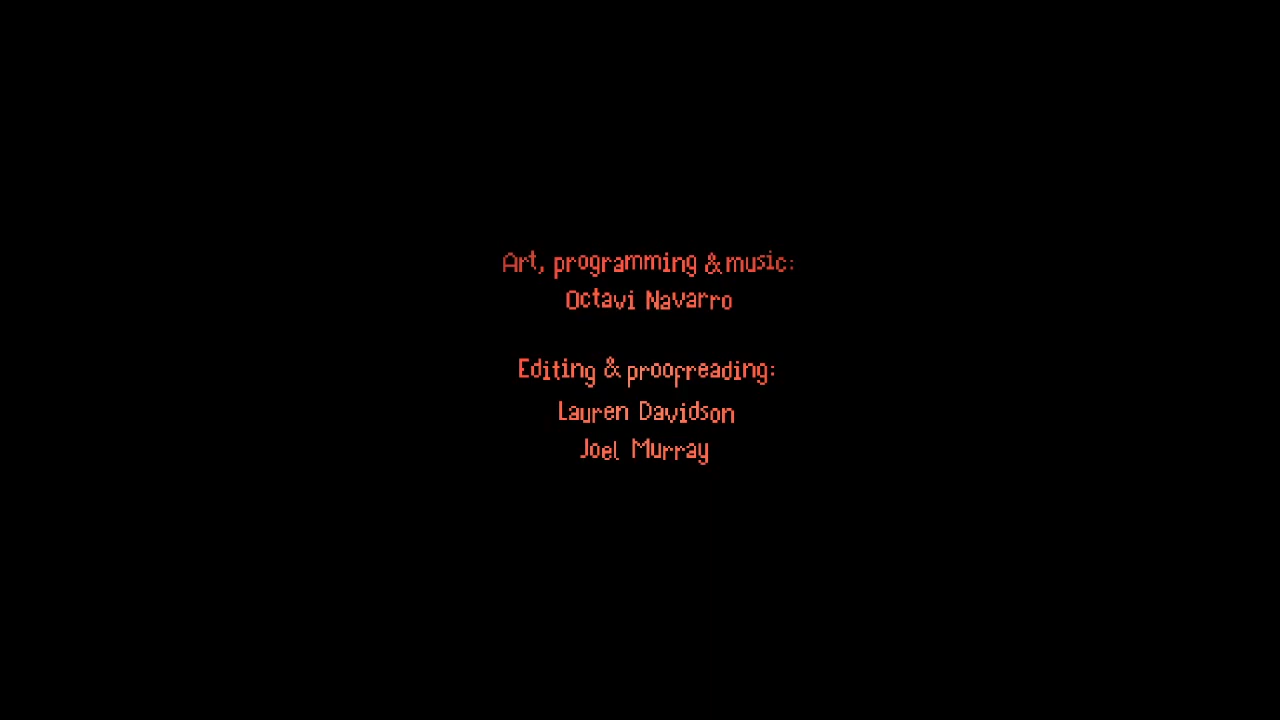 Art, programming & music:
Octavi Navarro
Editing & proofreading:
Lauren Davidson
Joel Murray